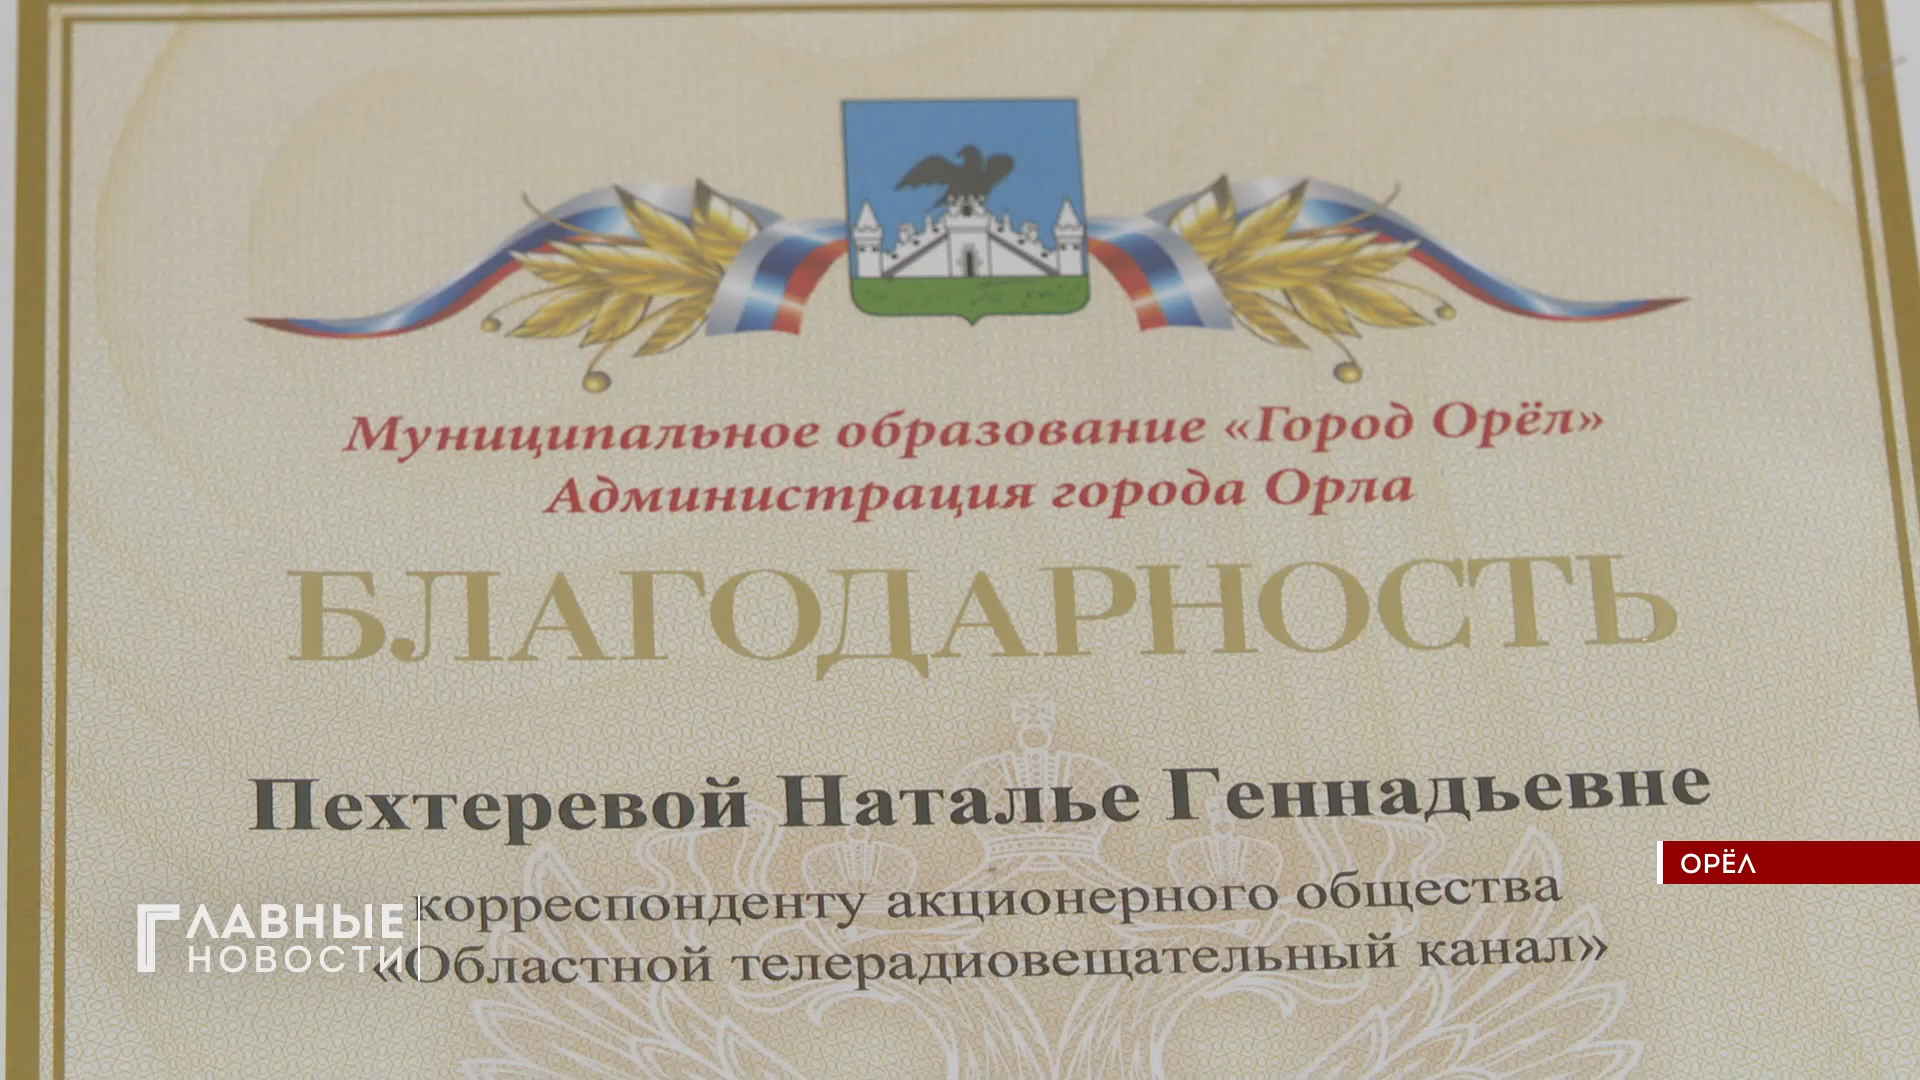 Муниципальное образование «Город Орёл»
Администрация города Орла
БЛАГОДАРНОСТЬ
Пехтеревой Наталье Геннадьевне
корреспонденту акционерного общества
«Областной телерадиовещательный канал»
ОРЁЛ
ГЛАВНЫЕ
НОВОСТИ